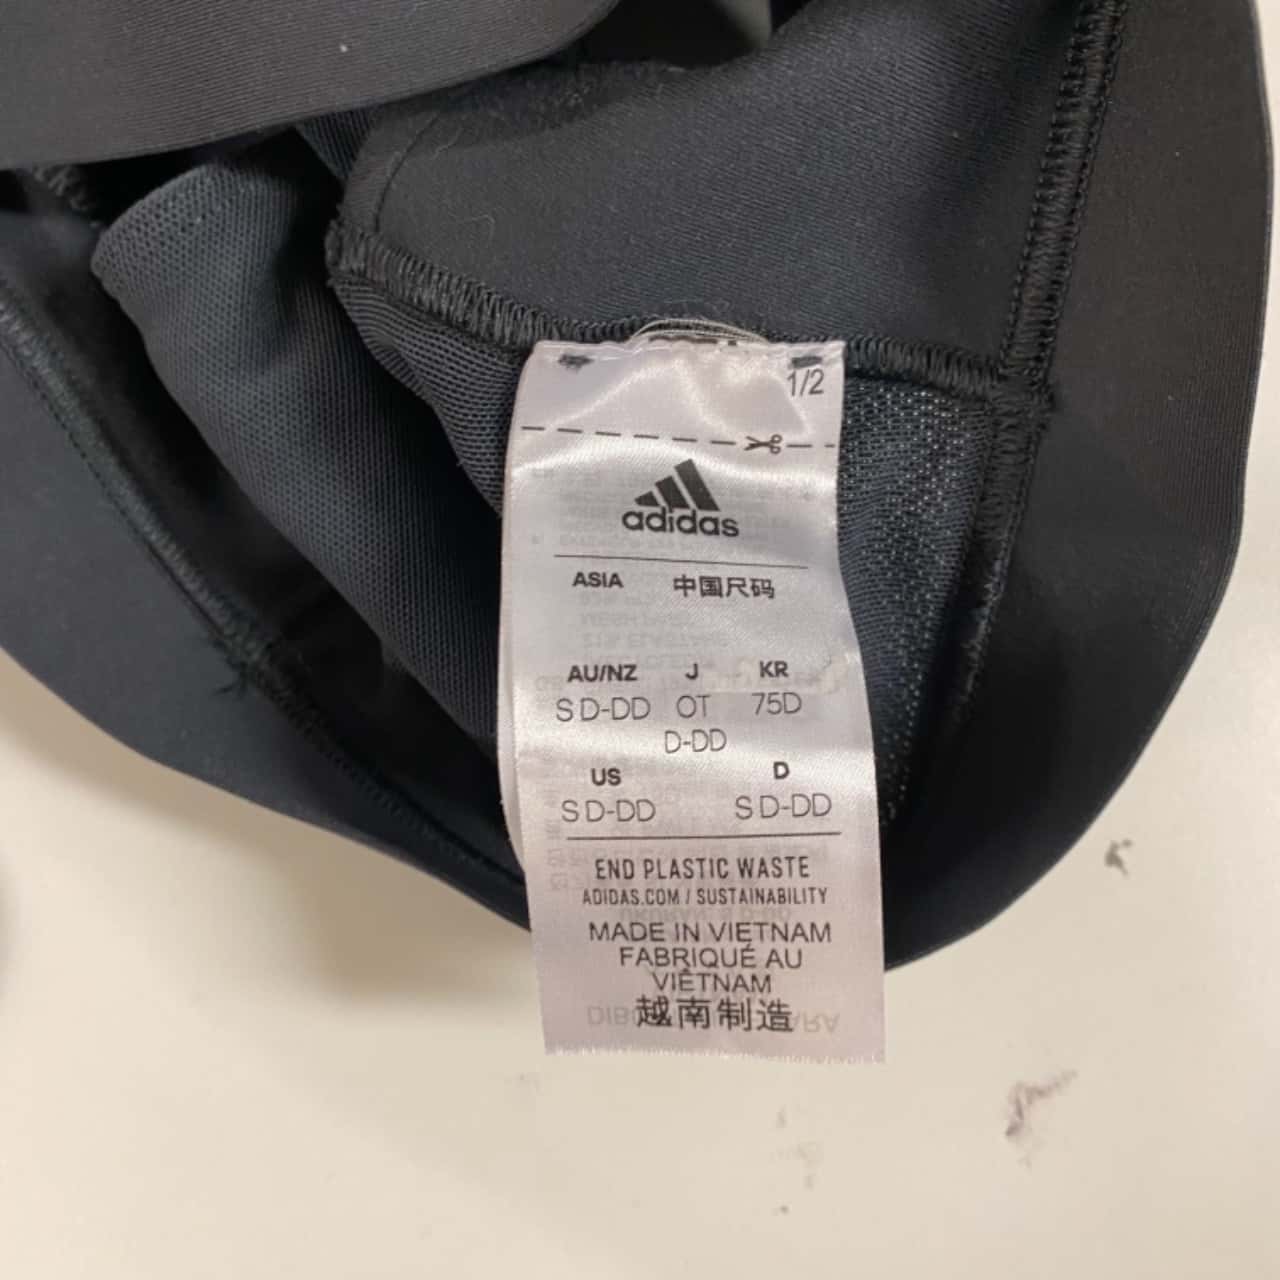 1/2
adidas
ASIA 中国尺码
AU/NZ J KR
S D-DD OT 75D
D-DD
US D
S D-DD S D-DD
END PLASTIC WASTE
ADIDAS.COM / SUSTAINABILITY
MADE IN VIETNAM
FABRIQUÉ AU
VIÊTNAM
越南制造